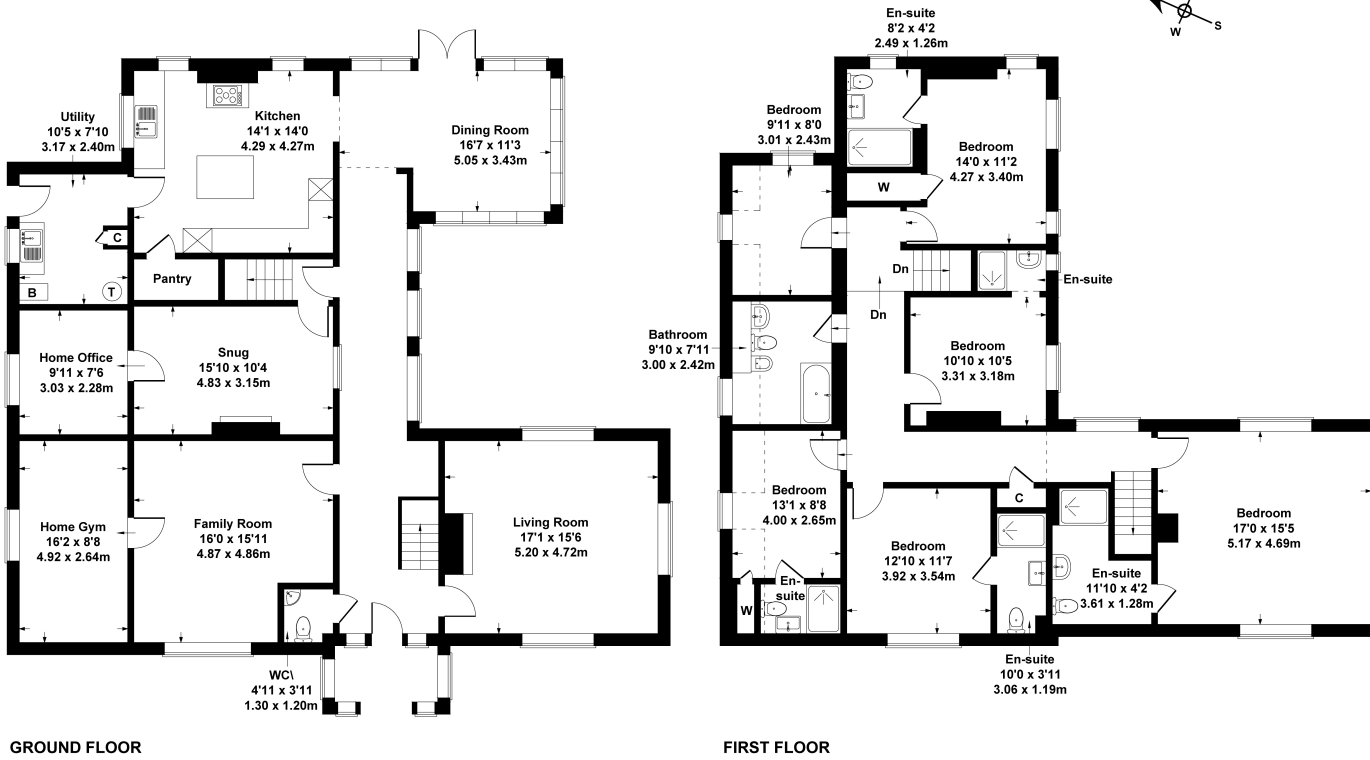 Utility
10'5 x 7'10
3.17 x 2.40m
Kitchen
14'1 x 14'0
4.29 x 4.27m
Dining Room
16'7 x 11'3
5.05 x 3.43m
C
B
T
Pantry
Home Office
9'11 x 7'6
3.03 x 2.28m
Snug
15'10 x 10'4
4.83 x 3.15m
Home Gym
16'2 x 8'8
4.92 x 2.64m
Family Room
16'0 x 15'11
4.87 x 4.86m
Living Room
17'1 x 15'6
5.20 x 4.72m
WC\
4'11 x 3'11
1.30 x 1.20m
GROUND FLOOR
W
S
En-suite
8'2 x 4'2
2.49 x 1.26m
Bedroom
9'11 x 8'0
3.01 x 2.43m
Bedroom
14'0 x 11'2
4.27 x 3.40m
W
Dn
En-suite
Dn
Bathroom
9'10 x 7'11
3.00 x 2.42m
Bedroom
10'10 x 10'5
3.31 x 3.18m
Bedroom
13'1 x 8'8
4.00 x 2.65m
C
Bedroom
12'10 x 11'7
3.92 x 3.54m
Bedroom
17'0 x 15'5
5.17 x 4.69m
En-
suite
W
En-suite
11'10 x 4'2
3.61 x 1.28m
En-suite
10'0 x 3'11
3.06 x 1.19m
FIRST FLOOR